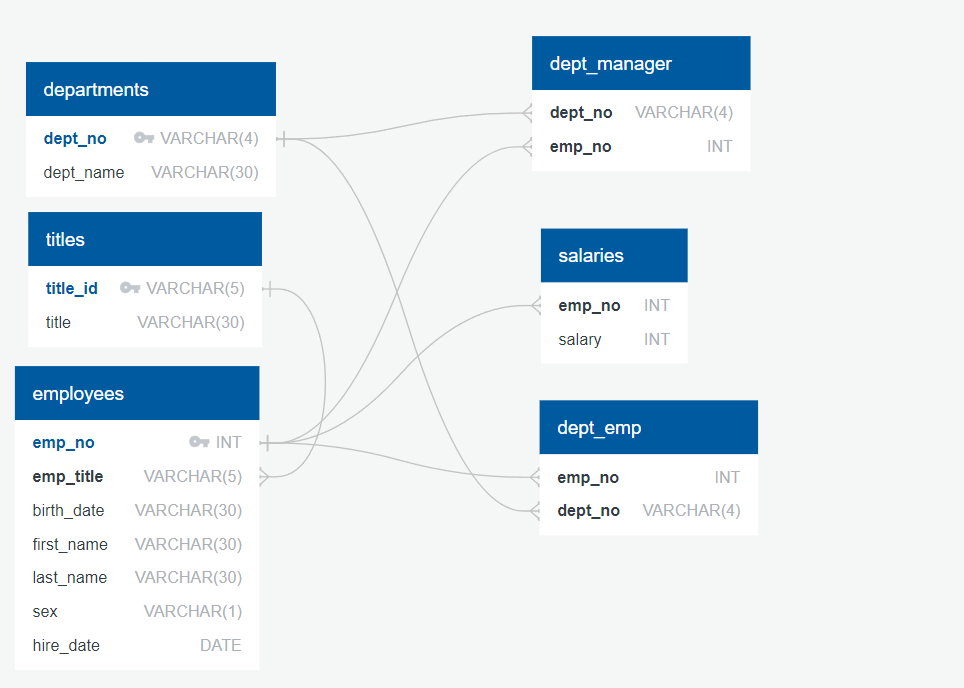 departments
dept_no VARCHAR(4)
dept_name VARCHAR(30)
titles
title_id VARCHAR(5)
title VARCHAR(30)
employees
emp_no INT
emp_title VARCHAR(5)
birth_date VARCHAR(30)
first_name VARCHAR(30)
last_name VARCHAR(30)
sex VARCHAR(1)
hire_date DATE
dept_manager
dept_no VARCHAR(4)
emp_no INT
salaries
emp_no INT
salary INT
dept_emp
emp_no INT
dept_no VARCHAR(4)